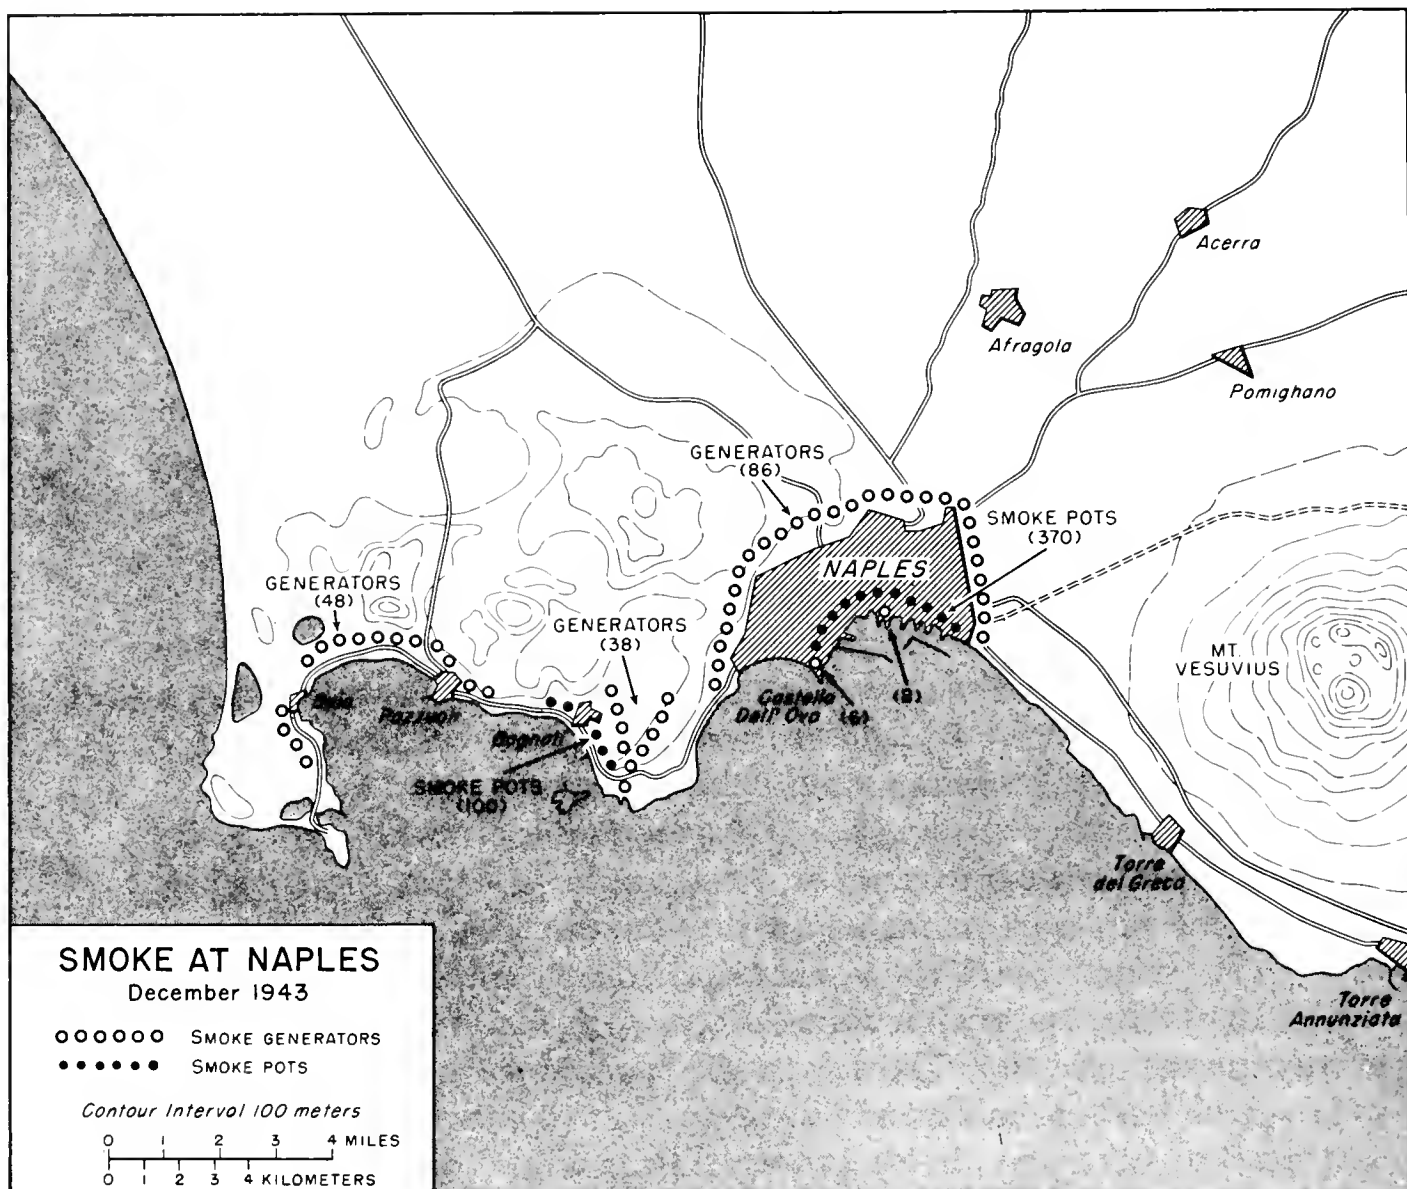 Acerra
Afragola
Pomighano
GENERATORS
(86)
SMOKE POTS
(370)
NAPLES
GENERATORS
(48)
GENERATORS
(38)
MT.
VESUVIUS
Baia
Pozzuoli
Bagnoli
SMOKE POTS
(100)
Castello
Dell' Ovo
(6)
(8)
Torre
del Greco
Torre
Annunziata
SMOKE AT NAPLES
December 1943
SMOKE GENERATORS
SMOKE POTS
Contour Interval 100 meters
0 1 2 3 4 MILES
0 1 2 3 4 KILOMETERS